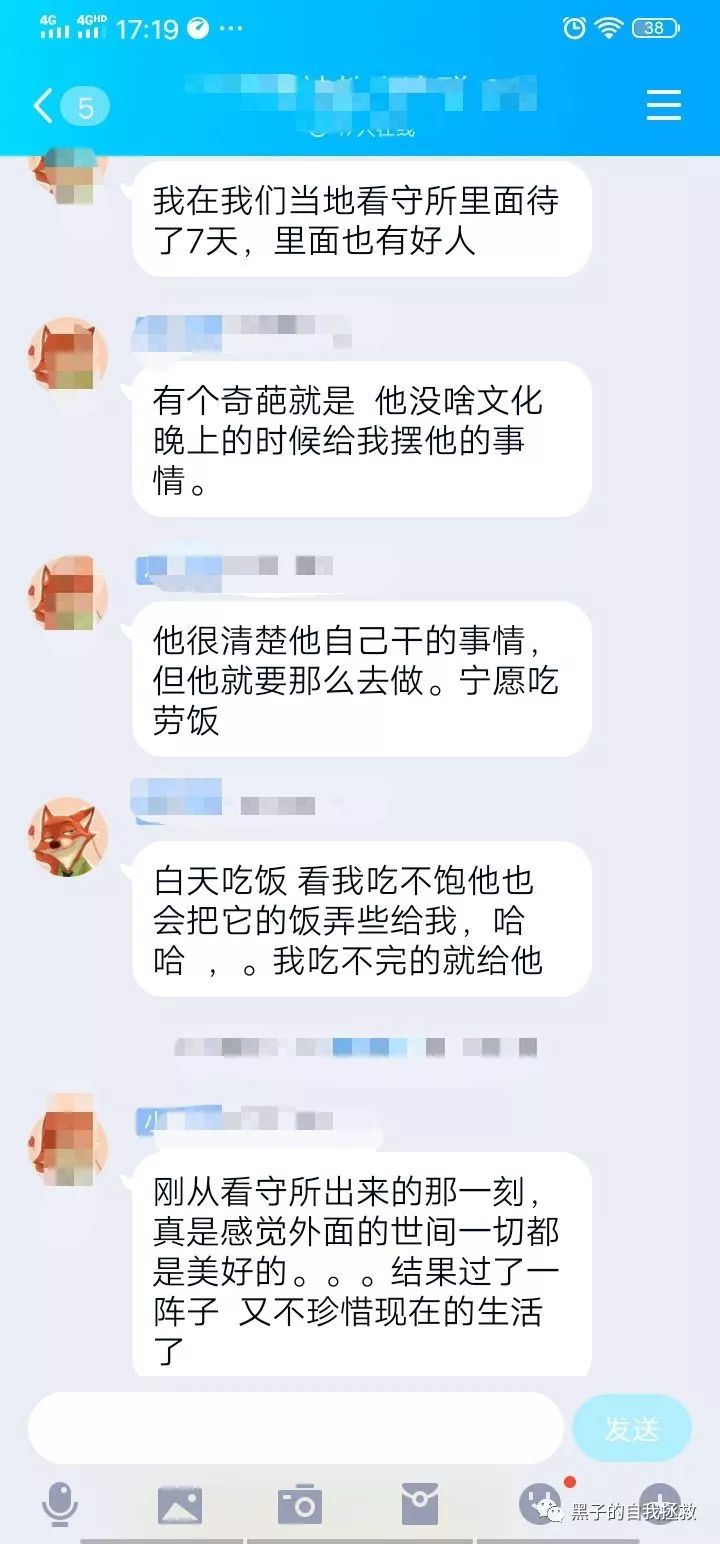 4G 4GHD 17:19 ... 38
5
我在我们当地看守所里面待
了7天，里面也有好人
有个奇葩就是 他没啥文化
晚上的时候给我摆他的事
情。
他很清楚他自己干的事情，
但他就要那么去做。宁愿吃
劳饭
白天吃饭 看我吃不饱他也
会把它的饭弄些给我，哈
哈 ，。我吃不完的就给他
小
刚从看守所出来的那一刻，
真是感觉外面的世间一切都
是美好的。。。结果过了一
阵子 又不珍惜现在的生活
了
发送
黑子的自我拯救